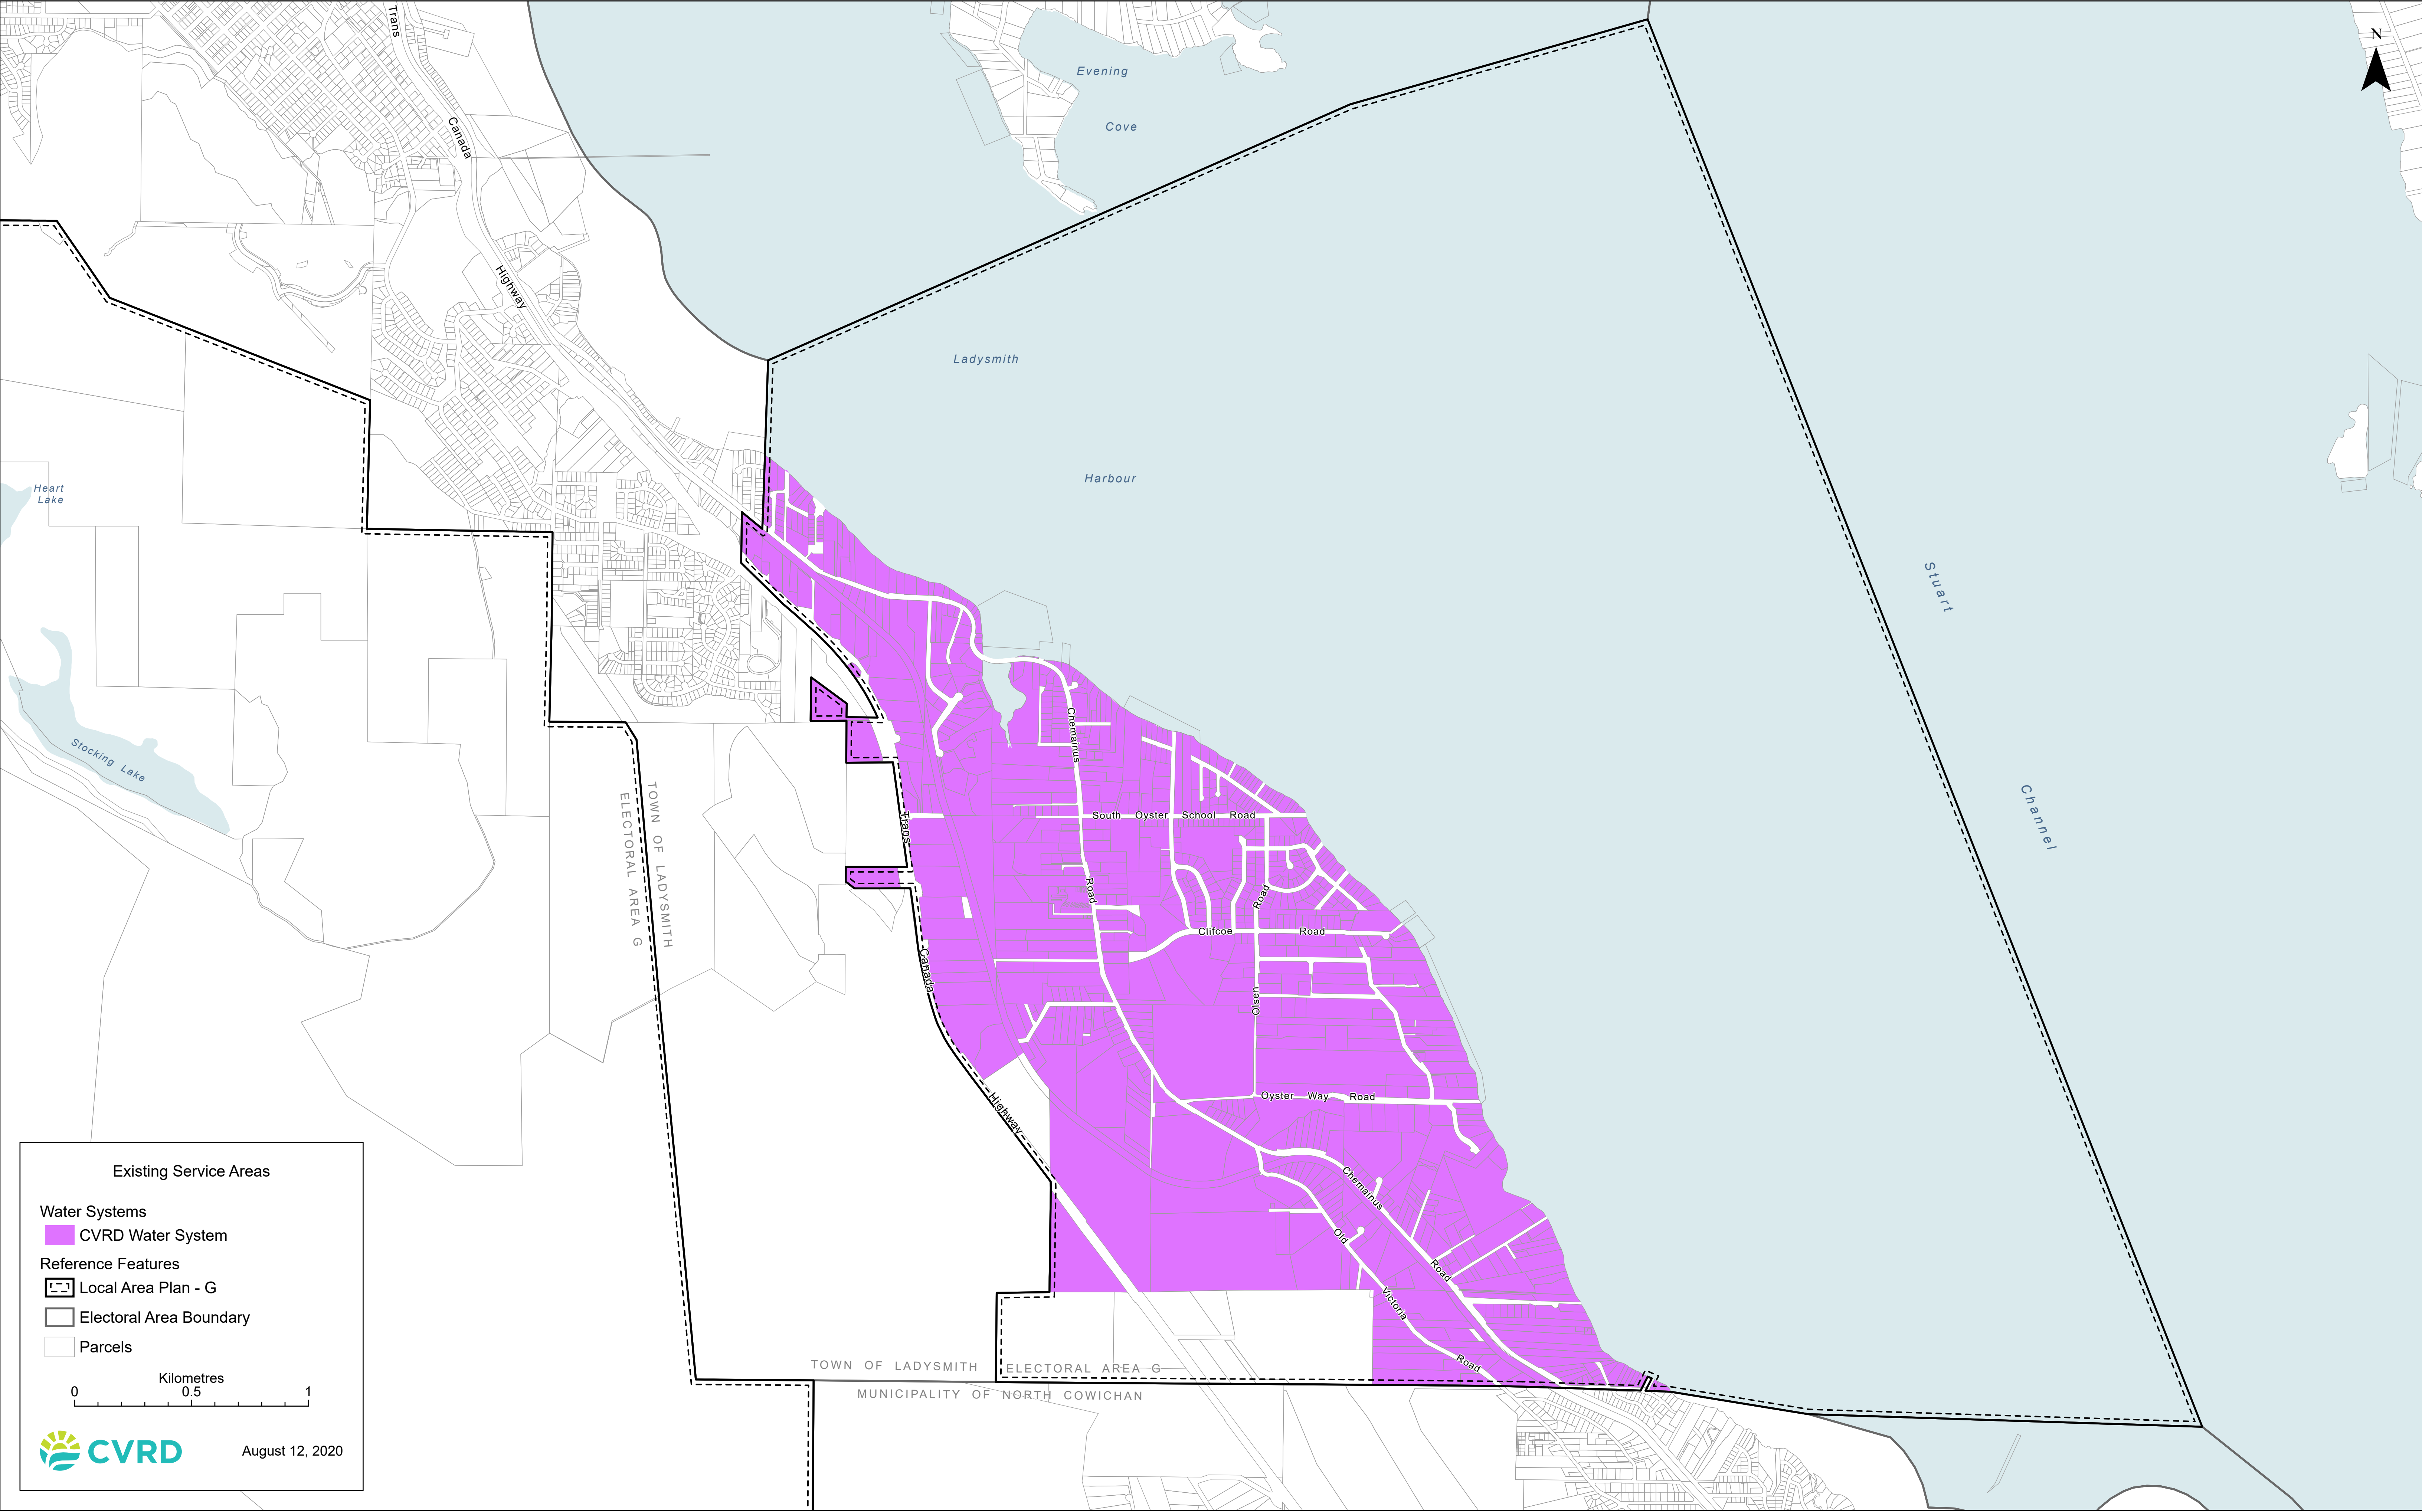 Trans
N
Evening
Cove
Canada
Highway
Ladysmith
Harbour
Heart
Lake
Stuart
Stocking Lake
Chemainus
Channel
TOWN OF LADYSMITH
ELECTORAL AREA G
Trans
South Oyster School Road
Road
Road
Clifcoe Road
Canada
Olsen
Highway
Oyster Way Road
Chemainus
Old
Road
Victoria
Road
TOWN OF LADYSMITH
ELECTORAL AREA G
MUNICIPALITY OF NORTH COWICHAN
Existing Service Areas
Water Systems
CVRD Water System
Reference Features
Local Area Plan - G
Electoral Area Boundary
Parcels
Kilometres
0 0.5 1
CVRD
August 12, 2020